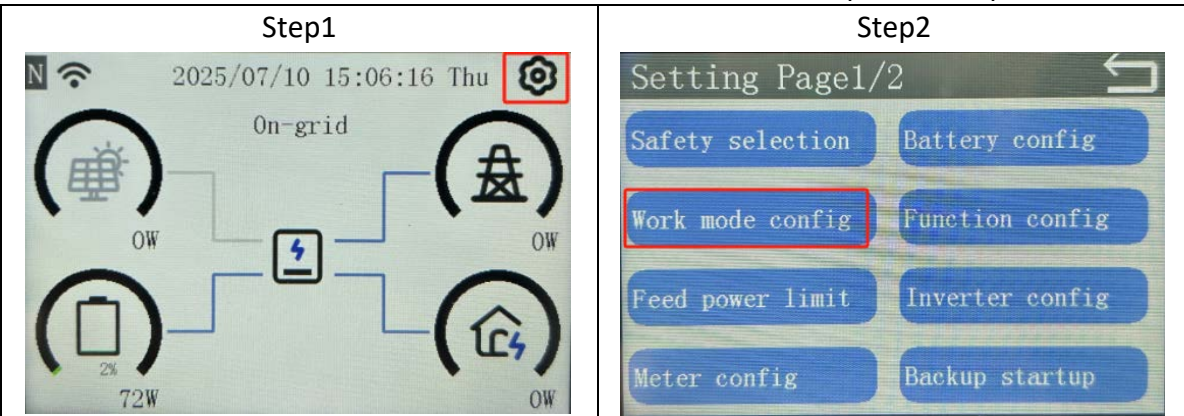 Step1
Step2
N
2025/07/10 15:06:16 Thu
On-grid
0W
0W
2%
72W
0W
Setting Page1/2
Safety selection
Battery config
Work mode config
Function config
Feed power limit
Inverter config
Meter config
Backup startup